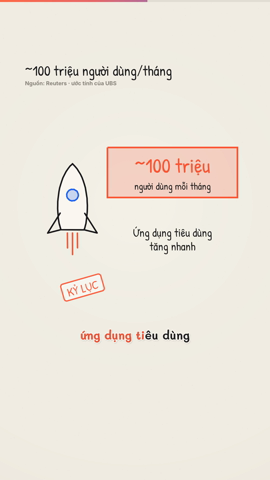 ~100 triệu người dùng/tháng
Nguồn: Reuters · ước tính của UBS
~100 triệu
người dùng mỗi tháng
Ứng dụng tiêu dùng
tăng nhanh
KỶ LỤC
ứng dụng tiêu dùng